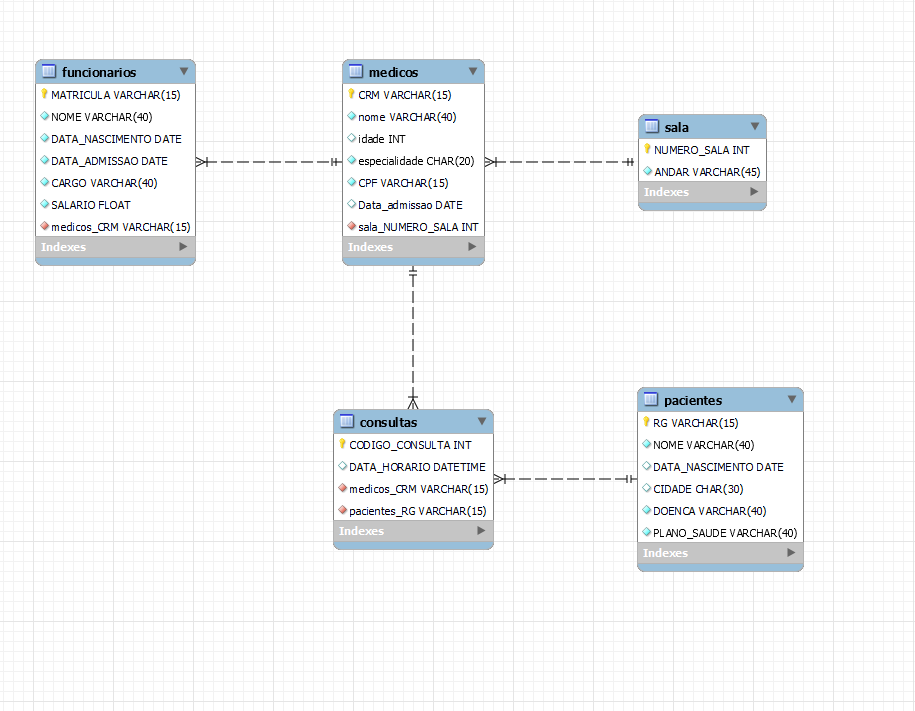 funcionarios
MATRICULA VARCHAR(15)
NOME VARCHAR(40)
DATA_NASCIMENTO DATE
DATA_ADMISSAO DATE
CARGO VARCHAR(40)
SALARIO FLOAT
medicos_CRM VARCHAR(15)
Indexes
medicos
CRM VARCHAR(15)
nome VARCHAR(40)
idade INT
especialidade CHAR(20)
CPF VARCHAR(15)
Data_admissao DATE
sala_NUMERO_SALA INT
Indexes
sala
NUMERO_SALA INT
ANDAR VARCHAR(45)
Indexes
consultas
CODIGO_CONSULTA INT
DATA_HORARIO DATETIME
medicos_CRM VARCHAR(15)
pacientes_RG VARCHAR(15)
Indexes
pacientes
RG VARCHAR(15)
NOME VARCHAR(40)
DATA_NASCIMENTO DATE
CIDADE CHAR(30)
DOENCA VARCHAR(40)
PLANO_SAUDE VARCHAR(40)
Indexes